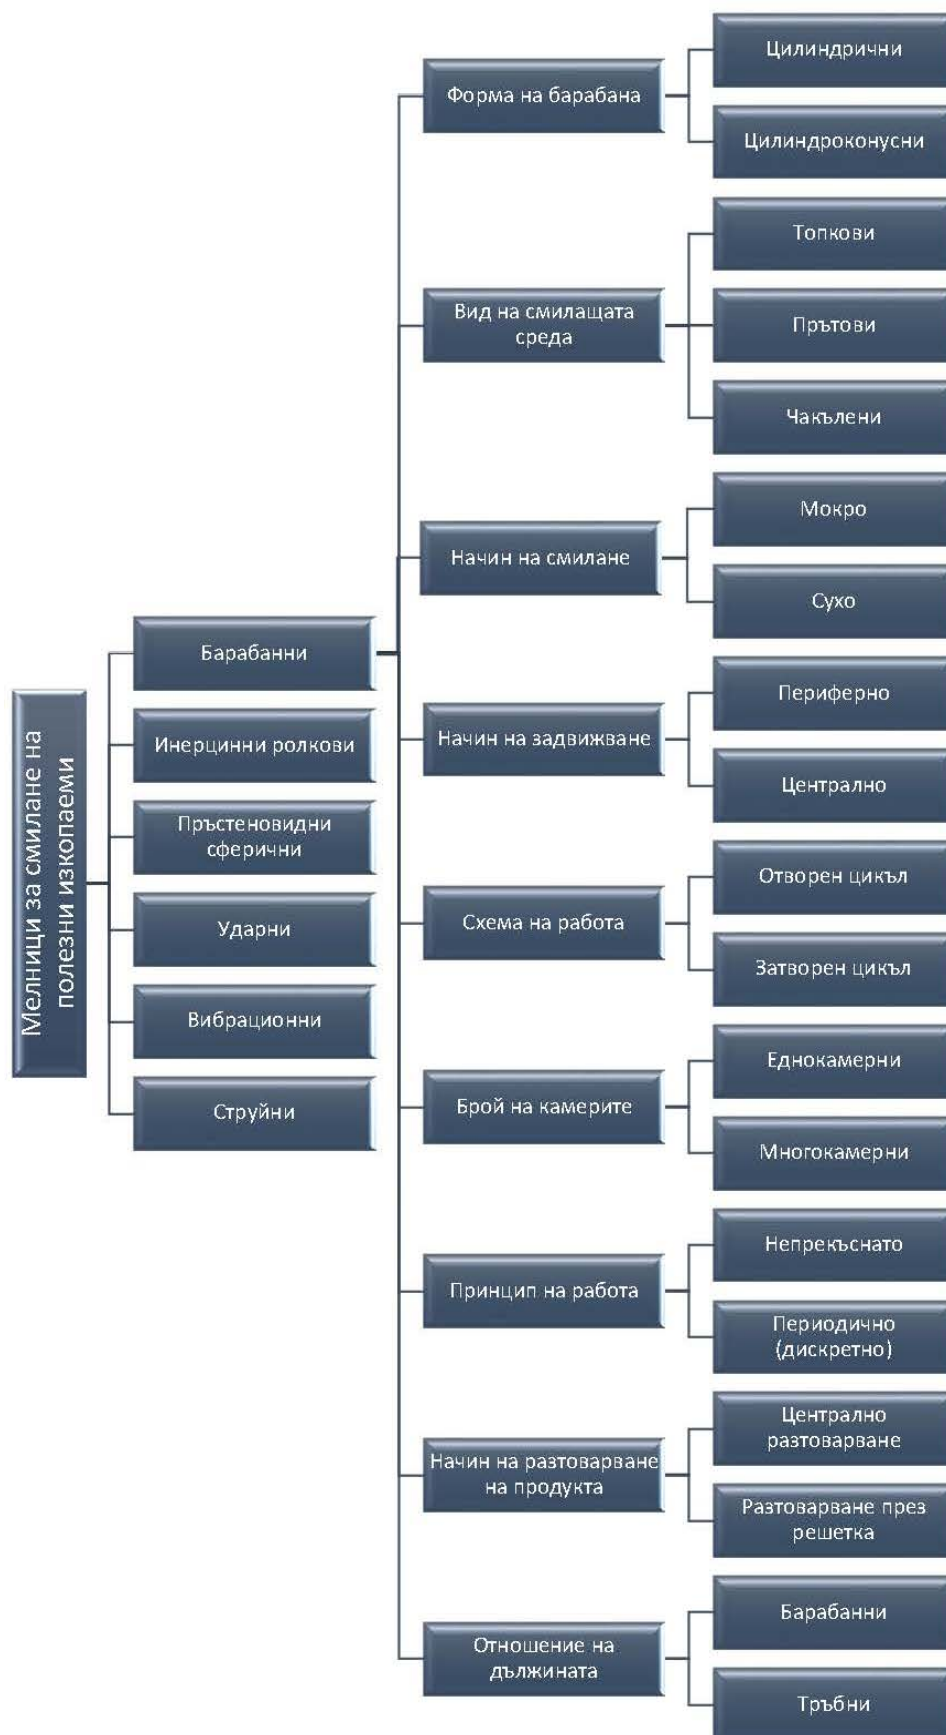 Мелници за смилане на
полезни изкопаеми
Барабанни
Инерцинни ролкови
Пръстеновидни
сферични
Ударни
Вибрационни
Струйни
Форма на барабана
Цилиндрични
Цилиндроконусни
Вид на смилащата
среда
Топкови
Прътови
Чакълени
Начин на смилане
Мокро
Сухо
Начин на задвижване
Периферно
Централно
Схема на работа
Отворен цикъл
Затворен цикъл
Брой на камерите
Еднокамерни
Многокамерни
Принцип на работа
Непрекъснато
Периодично
(дискретно)
Начин на разтоварване
на продукта
Централно
разтоварване
Разтоварване през
решетка
Отношение на
дължината
Барабанни
Тръбни